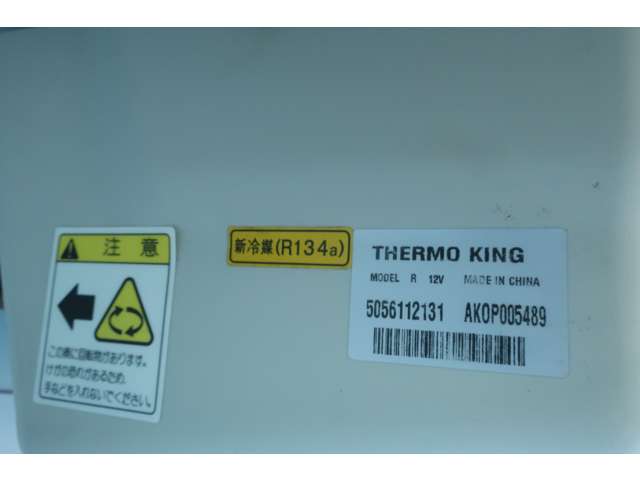 注意
この奥に回転物があります。
けがの恐れがあるため、
手などを入れないでください。
新冷媒(R134a)
THERMO KING
MODEL R 12V MADE IN CHINA
5056112131 AKOP005489